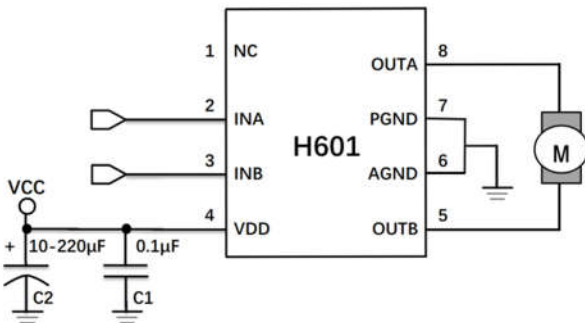 1 NC
OUTA 8
2 INA
PGND 7
H601
M
3 INB
AGND 6
VCC
4 VDD
OUTB 5
+ 10-220μF
0.1μF
C2
C1